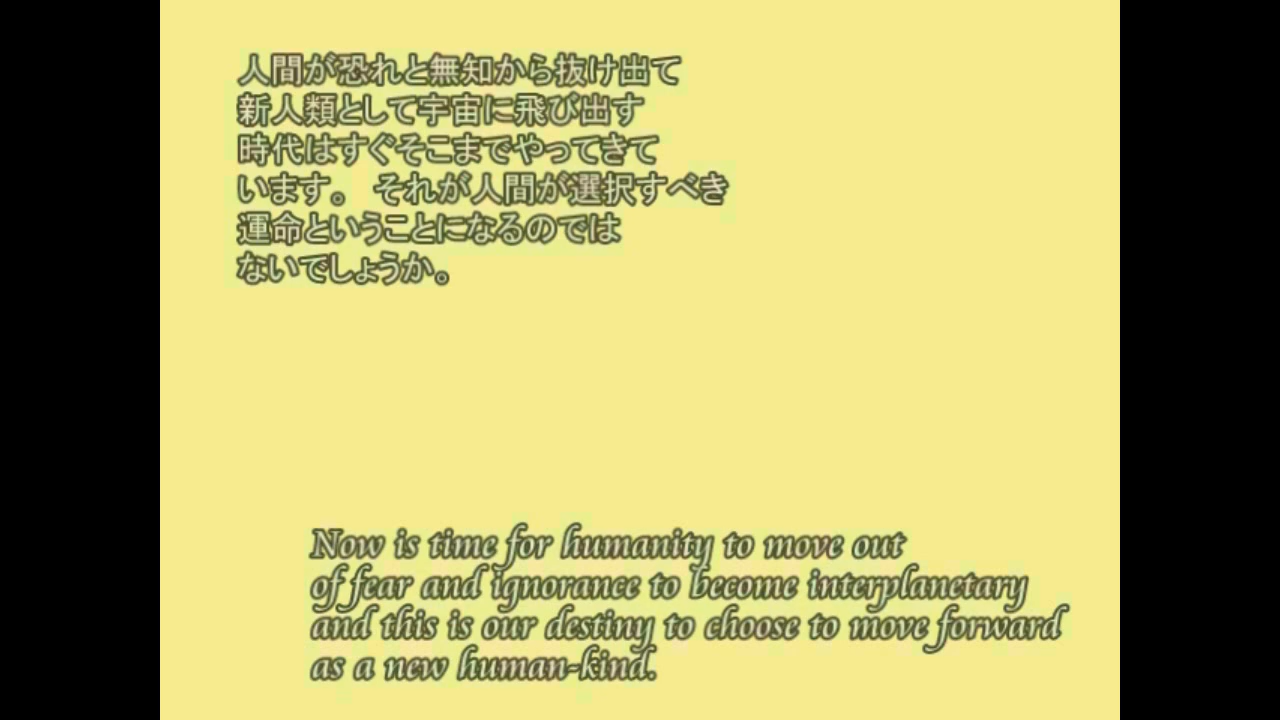 人間が恐れと無知から抜け出て
新人類として宇宙に飛び出す
時代はすぐそこまでやってきて
います。 それが人間が選択すべき
運命ということになるのでは
ないでしょうか。
Now is time for humanity to move out
of fear and ignorance to become interplanetary
and this is our destiny to choose to move forward
as a new human-kind.